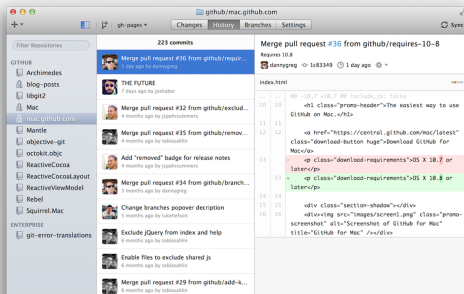 github/mac.github.com
gh-pages
Changes
History
Branches
Settings
Sync
Filter Repositories
GITHUB
Archimedes
blog-posts
libgit2
Mac
mac.github.com
Mantle
objective-git
octokit.objc
ReactiveCocoa
ReactiveCocoaLayout
ReactiveViewModel
Rebel
Squirrel.Mac
ENTERPRISE
git-error-translations
223 commits
Merge pull request #36 from github/requir...
1 day ago by dannygreg
THE FUTURE
7 days ago by joshaber
Merge pull request #32 from github/exclud...
4 months ago by jspahrsummers
Merge pull request #35 from github/remov...
4 months ago by tobiasahlin
Add "removed" badge for release notes
4 months ago by jspahrsummers
Merge pull request #34 from github/branch...
4 months ago by dannygreg
Change branches popover decription
5 months ago by lukehefson
Exclude jQuery from index and help
6 months ago by tobiasahlin
Enable files to exclude shared js
6 months ago by tobiasahlin
Merge pull request #29 from github/add-k...
6 months ago by tobiasahlin
Merge pull request #36 from github/requires-10-8
Requires 10.8
dannygreg
1c83349
1 day ago
index.html
... ... @@ -10,7 +10,7 @@ include_js: false
10 10 <h1 class="promo-header">The easiest way to use
GitHub on Mac.</h1>
11 11
12 12 <a href="https://central.github.com/mac/latest"
class="download-button huge">Download GitHub for
Mac</a>
13 - <p class="download-requirements">OS X 10.7 or
later</p>
13 + <p class="download-requirements">OS X 10.8 or
later</p>
14 14
15 15 <div class="section-shadow"></div>
16 16 <div><img src="images/screen1.png" class="promo-
screenshot" alt="Screenshot of GitHub for Mac"
title="GitHub for Mac" /></div>